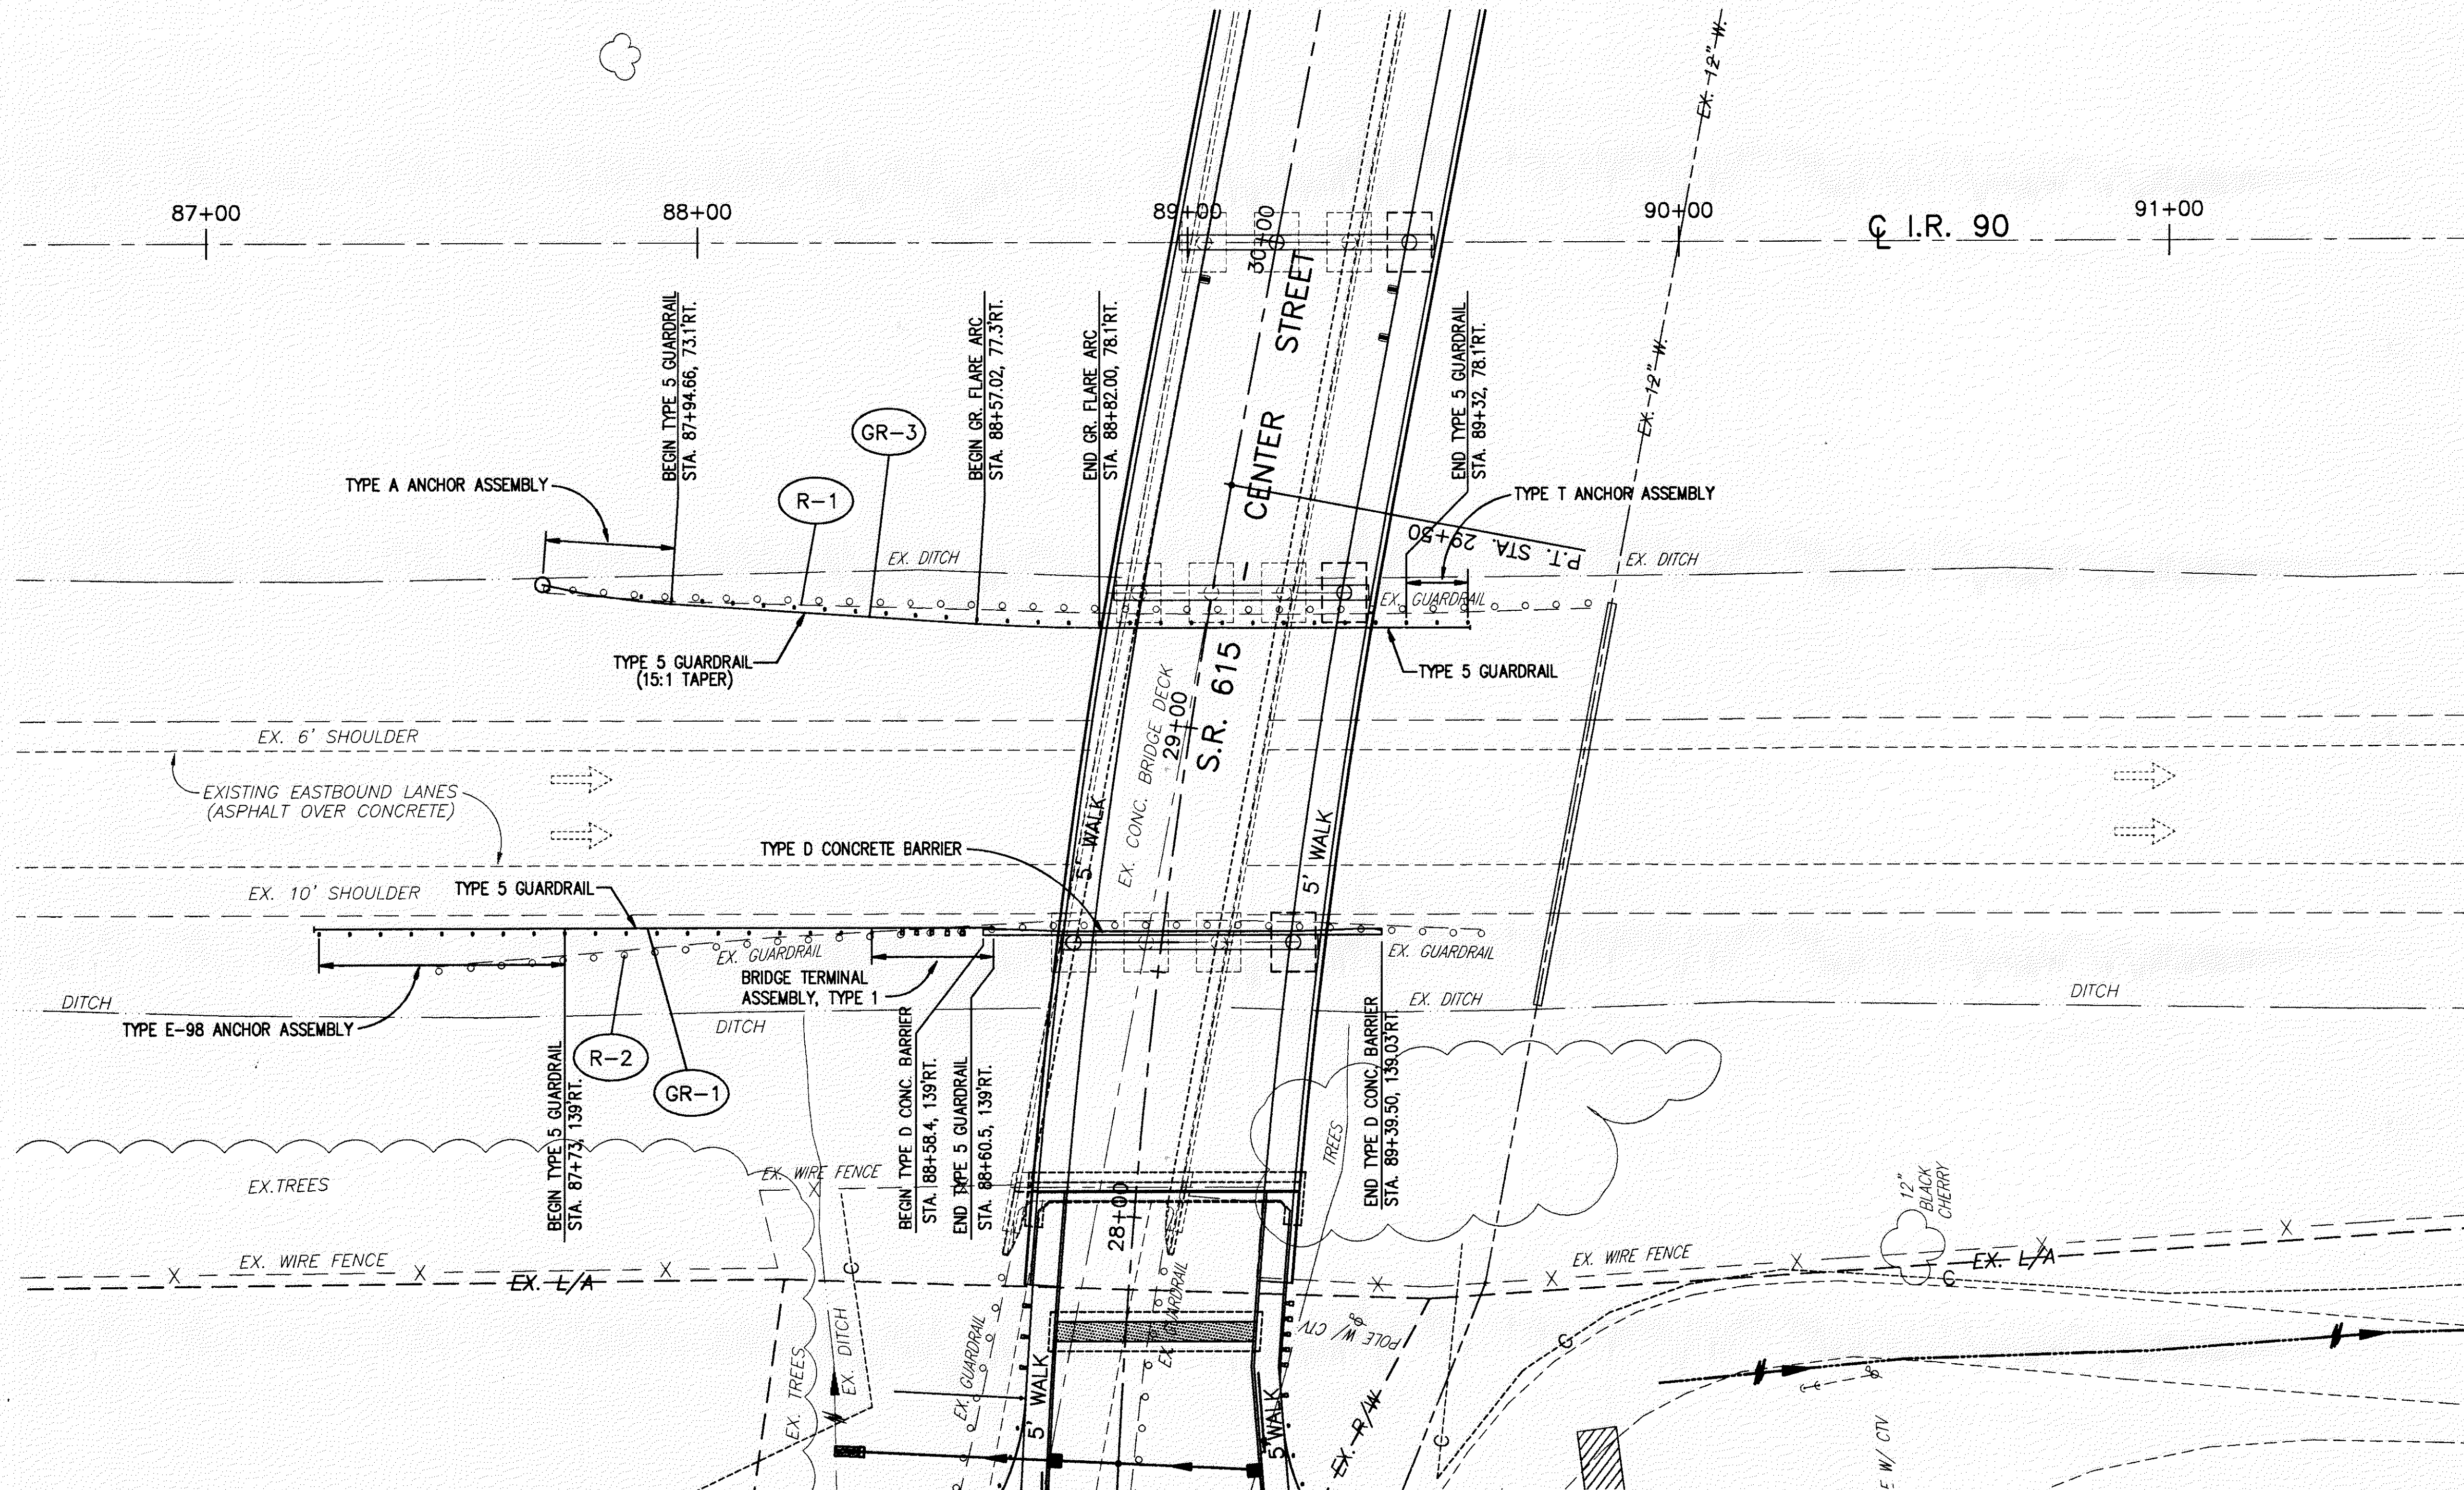 EX. 12" W.
87+00
88+00
89+00
90+00
91+00
℄ I.R. 90
30+00
BEGIN TYPE 5 GUARDRAIL
STA. 87+94.66, 73.1'RT.
BEGIN GR. FLARE ARC
STA. 88+57.02, 77.3'RT.
END GR. FLARE ARC
STA. 88+82.00, 78.1'RT.
CENTER STREET
END TYPE 5 GUARDRAIL
STA. 89+32, 78.1'RT.
EX. 12" W.
GR-3
TYPE A ANCHOR ASSEMBLY
R-1
TYPE T ANCHOR ASSEMBLY
P.T. STA. 29+50
EX. DITCH
EX. DITCH
EX. GUARDRAIL
TYPE 5 GUARDRAIL
(15:1 TAPER)
TYPE 5 GUARDRAIL
S.R. 615
EX. CONC. BRIDGE DECK
29+00
EX. 6' SHOULDER
EXISTING EASTBOUND LANES
(ASPHALT OVER CONCRETE)
5' WALK
5' WALK
TYPE D CONCRETE BARRIER
EX. 10' SHOULDER
TYPE 5 GUARDRAIL
EX. GUARDRAIL
EX. GUARDRAIL
BRIDGE TERMINAL
ASSEMBLY, TYPE 1
DITCH
EX. DITCH
DITCH
TYPE E-98 ANCHOR ASSEMBLY
DITCH
R-2
GR-1
BEGIN TYPE 5 GUARDRAIL
STA. 87+73, 139'RT.
BEGIN TYPE D CONC. BARRIER
STA. 88+58.4, 139'RT.
END TYPE 5 GUARDRAIL
STA. 88+60.5, 139'RT.
END TYPE D CONC. BARRIER
STA. 89+39.50, 139.03'RT.
TREES
EX. WIRE FENCE
EX.TREES
12"
BLACK
CHERRY
28+00
EX. WIRE FENCE
EX. L/A
EX. WIRE FENCE
EX. L/A
EX. DITCH
EX. TREES
EX. GUARDRAIL
EX. GUARDRAIL
POLE W/ CTV
5' WALK
5' WALK
EX. R/W
E W/ CTV